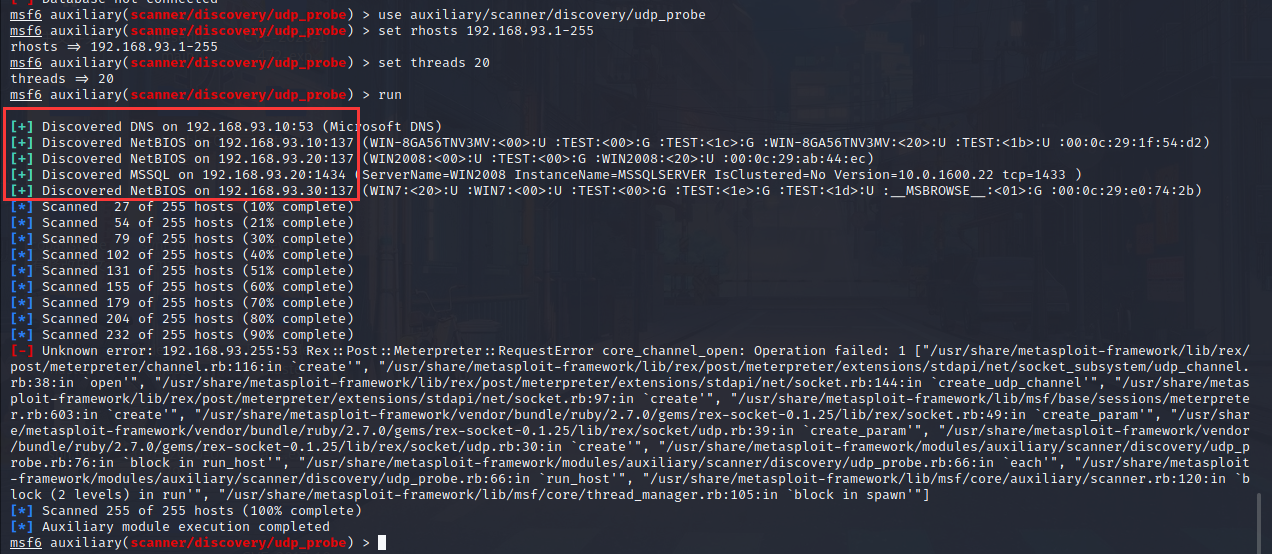 [-] Database not connected
msf6 auxiliary(scanner/discovery/udp_probe) > use auxiliary/scanner/discovery/udp_probe
msf6 auxiliary(scanner/discovery/udp_probe) > set rhosts 192.168.93.1-255
rhosts ⇒ 192.168.93.1-255
msf6 auxiliary(scanner/discovery/udp_probe) > set threads 20
threads ⇒ 20
msf6 auxiliary(scanner/discovery/udp_probe) > run
[+] Discovered DNS on 192.168.93.10:53 (Microsoft DNS)
[+] Discovered NetBIOS on 192.168.93.10:137 (WIN-8GA56TNV3MV:<00>:U :TEST:<00>:G :TEST:<1c>:G :WIN-8GA56TNV3MV:<20>:U :TEST:<1b>:U :00:0c:29:1f:54:d2)
[+] Discovered NetBIOS on 192.168.93.20:137 (WIN2008:<00>:U :TEST:<00>:G :WIN2008:<20>:U :00:0c:29:ab:44:ec)
[+] Discovered MSSQL on 192.168.93.20:1434 (ServerName=WIN2008 InstanceName=MSSQLSERVER IsClustered=No Version=10.0.1600.22 tcp=1433 )
[+] Discovered NetBIOS on 192.168.93.30:137 (WIN7:<20>:U :WIN7:<00>:U :TEST:<00>:G :TEST:<1e>:G :TEST:<1d>:U :__MSBROWSE__:<01>:G :00:0c:29:e0:74:2b)
[*] Scanned  27 of 255 hosts (10% complete)
[*] Scanned  54 of 255 hosts (21% complete)
[*] Scanned  79 of 255 hosts (30% complete)
[*] Scanned 102 of 255 hosts (40% complete)
[*] Scanned 131 of 255 hosts (51% complete)
[*] Scanned 155 of 255 hosts (60% complete)
[*] Scanned 179 of 255 hosts (70% complete)
[*] Scanned 204 of 255 hosts (80% complete)
[*] Scanned 232 of 255 hosts (90% complete)
[-] Unknown error: 192.168.93.255:53 Rex::Post::Meterpreter::RequestError core_channel_open: Operation failed: 1 ["/usr/share/metasploit-framework/lib/rex/
post/meterpreter/channel.rb:116:in `create'", "/usr/share/metasploit-framework/lib/rex/post/meterpreter/extensions/stdapi/net/socket_subsystem/udp_channel.
rb:38:in `open'", "/usr/share/metasploit-framework/lib/rex/post/meterpreter/extensions/stdapi/net/socket.rb:144:in `create_udp_channel'", "/usr/share/metas
ploit-framework/lib/rex/post/meterpreter/extensions/stdapi/net/socket.rb:97:in `create'", "/usr/share/metasploit-framework/lib/msf/base/sessions/meterprete
r.rb:603:in `create'", "/usr/share/metasploit-framework/vendor/bundle/ruby/2.7.0/gems/rex-socket-0.1.25/lib/rex/socket.rb:49:in `create_param'", "/usr/shar
e/metasploit-framework/vendor/bundle/ruby/2.7.0/gems/rex-socket-0.1.25/lib/rex/socket/udp.rb:39:in `create_param'", "/usr/share/metasploit-framework/vendor
/bundle/ruby/2.7.0/gems/rex-socket-0.1.25/lib/rex/socket/udp.rb:30:in `create'", "/usr/share/metasploit-framework/modules/auxiliary/scanner/discovery/udp_p
robe.rb:76:in `block in run_host'", "/usr/share/metasploit-framework/modules/auxiliary/scanner/discovery/udp_probe.rb:66:in `each'", "/usr/share/metasploit
-framework/modules/auxiliary/scanner/discovery/udp_probe.rb:66:in `run_host'", "/usr/share/metasploit-framework/lib/msf/core/auxiliary/scanner.rb:120:in `b
lock (2 levels) in run'", "/usr/share/metasploit-framework/lib/msf/core/thread_manager.rb:105:in `block in spawn'"]
[*] Scanned 255 of 255 hosts (100% complete)
[*] Auxiliary module execution completed
msf6 auxiliary(scanner/discovery/udp_probe) >